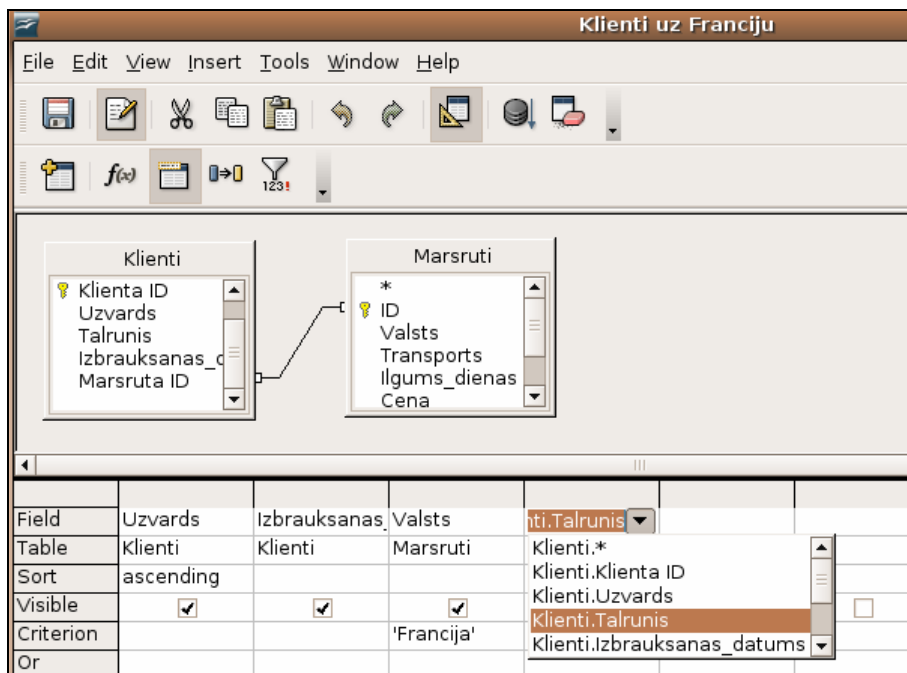 Klienti uz Franciju
File Edit View Insert Tools Window Help
f(x) 123!
Klienti
Klienta ID
Uzvards
Talrunis
Izbrauksanas_d
Marsruta ID
Marsruti
*
ID
Valsts
Transports
Ilgums_dienas
Cena
Field Uzvards Izbrauksanas_ Valsts nti.Talrunis
Table Klienti Klienti Marsruti
Sort ascending
Visible
Criterion 'Francija'
Or
Klienti.*
Klienti.Klienta ID
Klienti.Uzvards
Klienti.Talrunis
Klienti.Izbrauksanas_datums